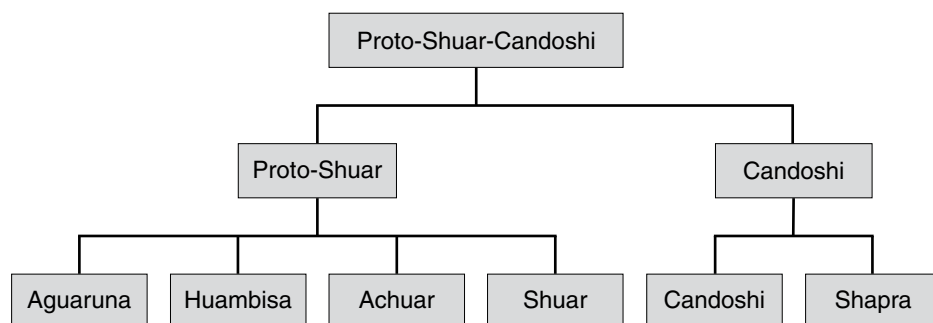 Proto-Shuar-Candoshi
Proto-Shuar
Candoshi
Aguaruna
Huambisa
Achuar
Shuar
Candoshi
Shapra